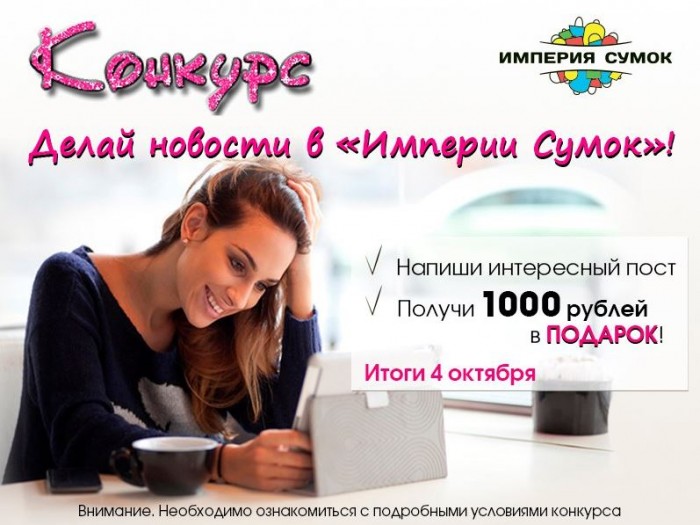 Конкурс
ИМПЕРИЯ СУМОК
Делай новости в «Империи Сумок»!
Напиши интересный пост
Получи 1000 рублей
в ПОДАРОК!
Итоги 4 октября
Внимание. Необходимо ознакомиться с подробными условиями конкурса